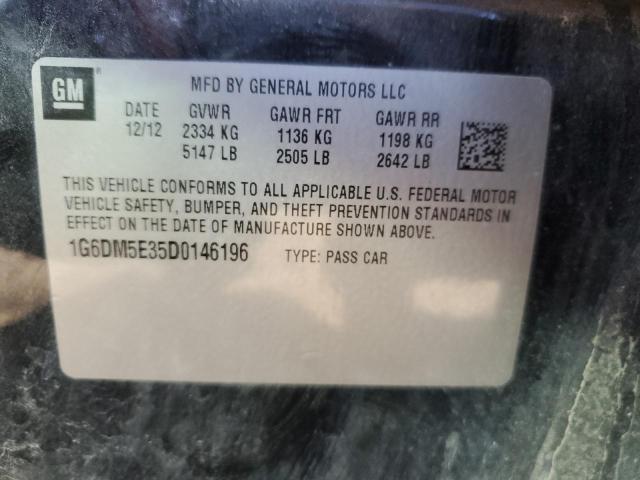 GM ®
MFD BY GENERAL MOTORS LLC
DATE GVWR GAWR FRT GAWR RR
12/12 2334 KG 1136 KG 1198 KG
5147 LB 2505 LB 2642 LB
THIS VEHICLE CONFORMS TO ALL APPLICABLE U.S. FEDERAL MOTOR
VEHICLE SAFETY, BUMPER, AND THEFT PREVENTION STANDARDS IN
EFFECT ON THE DATE OF MANUFACTURE SHOWN ABOVE.
1G6DM5E35D0146196 TYPE: PASS CAR